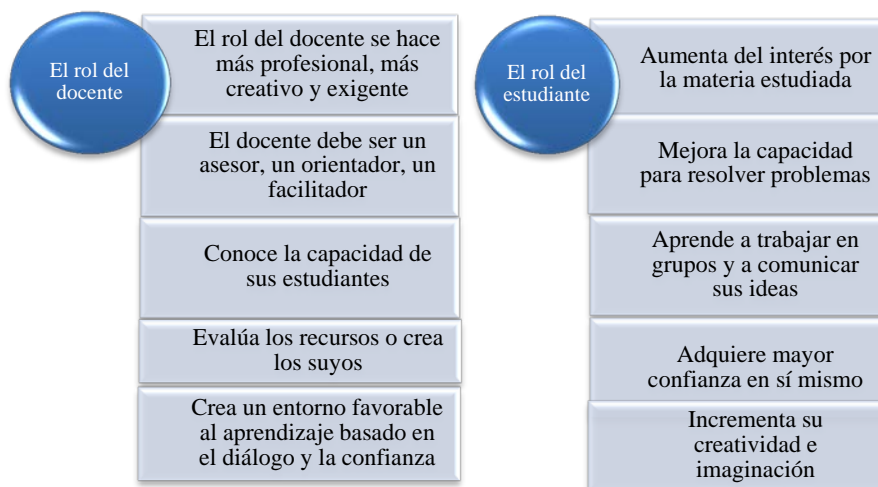 El rol del
docente
El rol del docente se hace
más profesional, más
creativo y exigente
El docente debe ser un
asesor, un orientador, un
facilitador
Conoce la capacidad de
sus estudiantes
Evalúa los recursos o crea
los suyos
Crea un entorno favorable
al aprendizaje basado en
el diálogo y la confianza
El rol del
estudiante
Aumenta del interés por
la materia estudiada
Mejora la capacidad
para resolver problemas
Aprende a trabajar en
grupos y a comunicar
sus ideas
Adquiere mayor
confianza en sí mismo
Incrementa su
creatividad e
imaginación